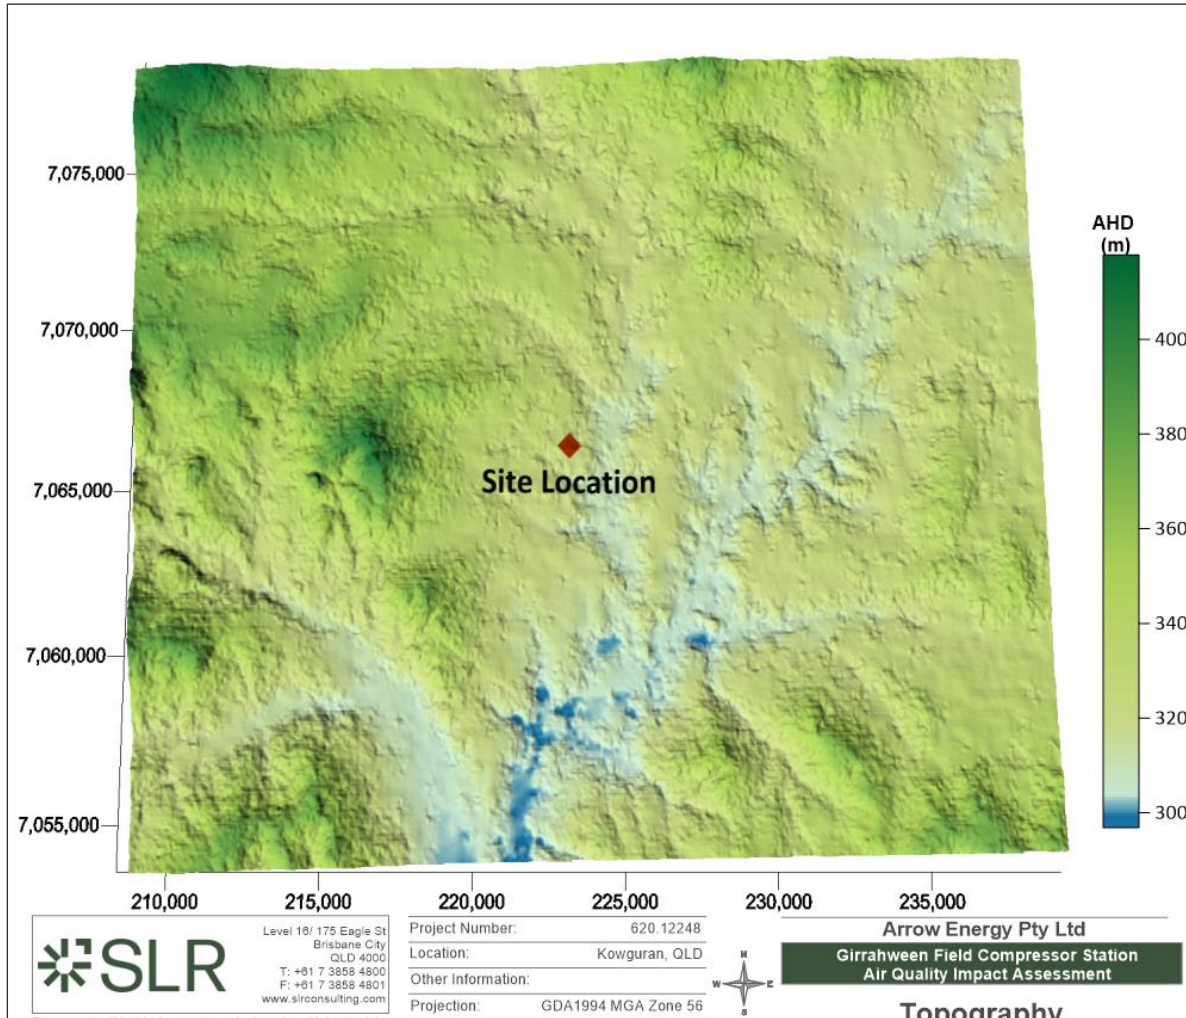 7,075,000
AHD
(m)
7,070,000
400
380
Site Location
7,065,000
360
340
7,060,000
320
7,055,000
300
210,000
215,000
220,000
225,000
230,000
235,000
SLR
Level 16/ 175 Eagle St
Brisbane City
QLD 4000
T: +61 7 3858 4800
F: +61 7 3858 4801
www.slrconsulting.com
Project Number: 620.12248
Location: Kowguran, QLD
Other Information:
Projection: GDA1994 MGA Zone 56
N
W
E
S
Arrow Energy Pty Ltd
Girrahween Field Compressor Station
Air Quality Impact Assessment
Topography